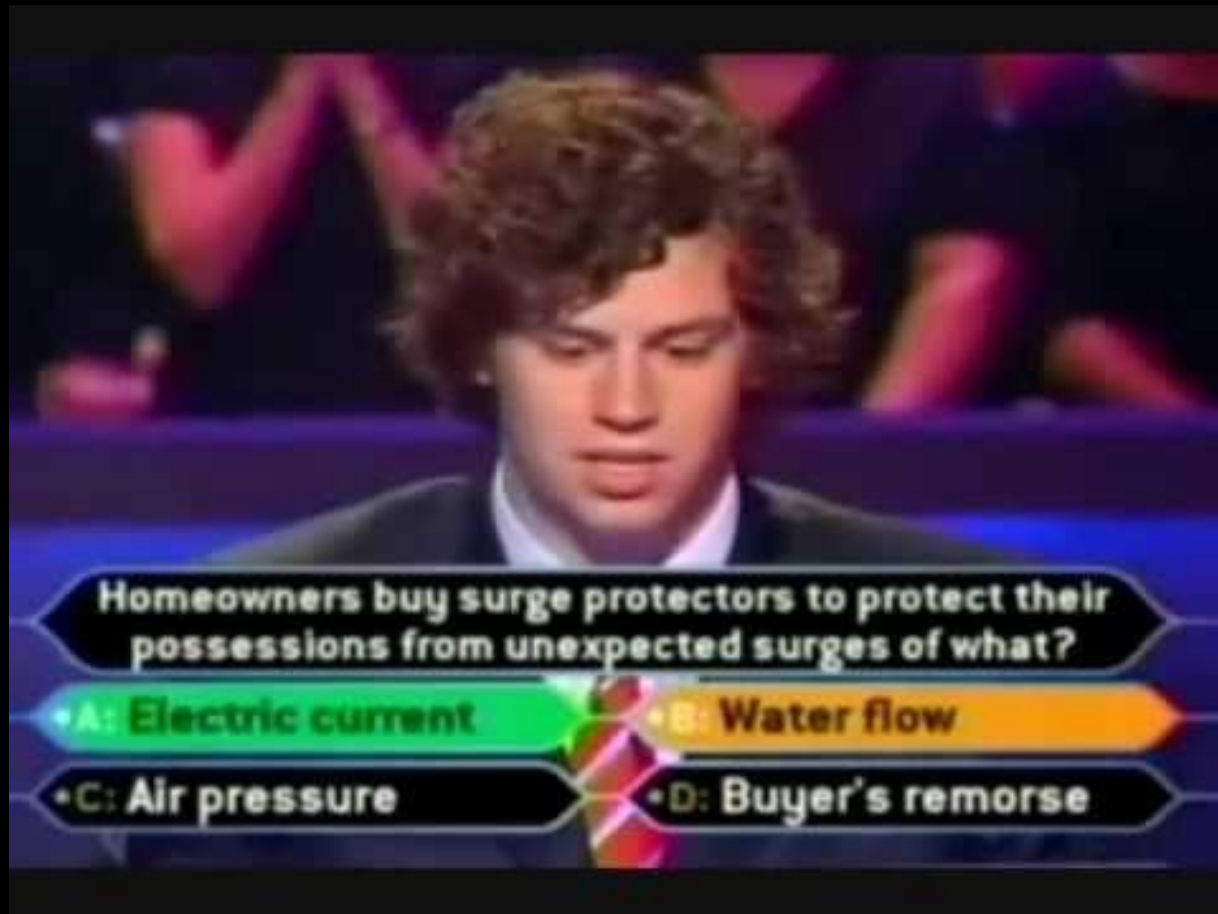 Homeowners buy surge protectors to protect their
possessions from unexpected surges of what?
•A: Electric current
•B: Water flow
•C: Air pressure
•D: Buyer's remorse